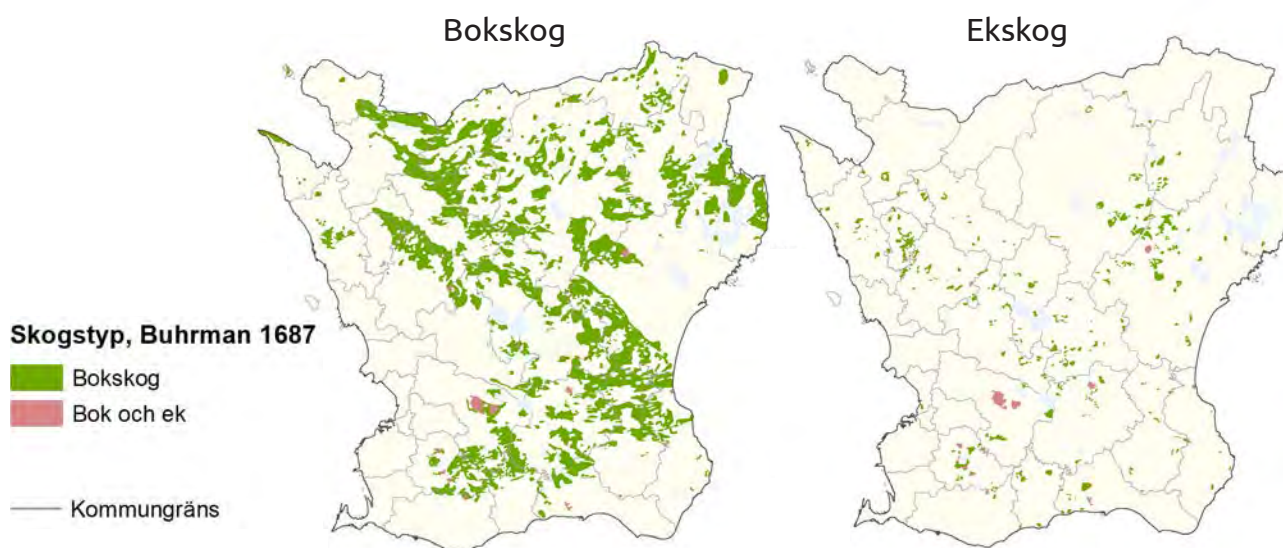 Bokskog
Ekskog
Skogstyp, Buhrman 1687
Bokskog
Bok och ek
Kommungräns